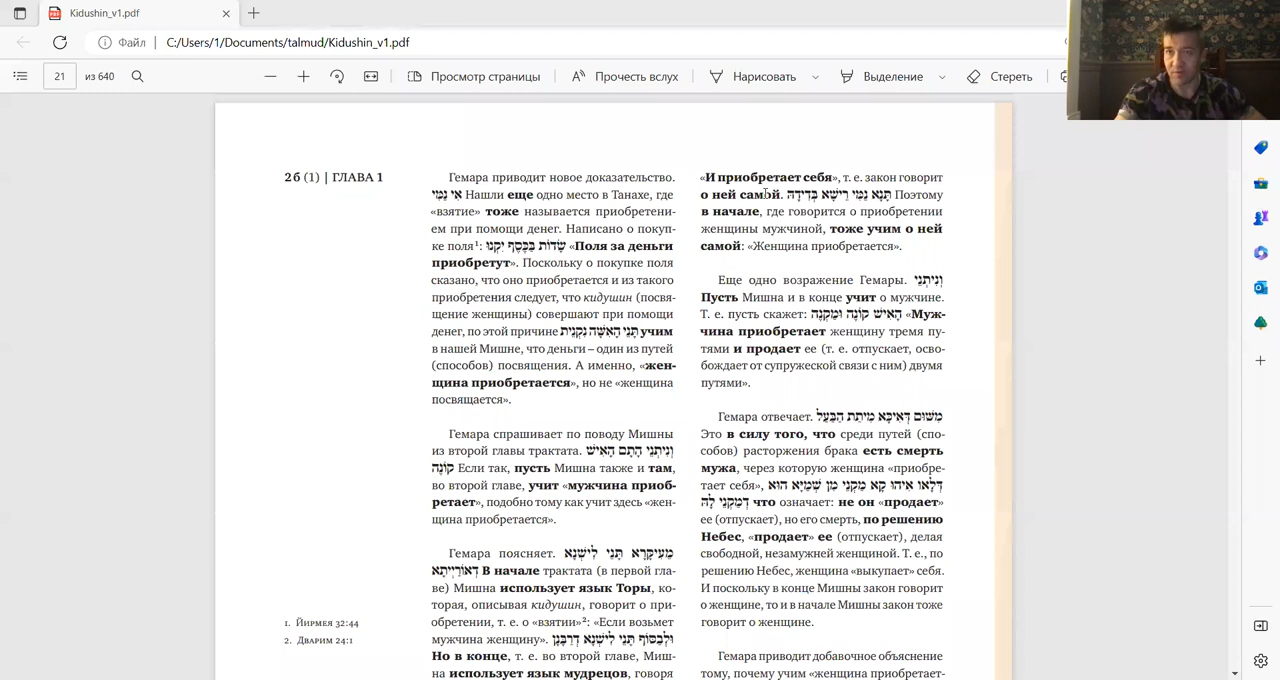 Kidushin_v1.pdf
Файл C:/Users/1/Documents/talmud/Kidushin_v1.pdf
21 из 640 Просмотр страницы Прочесть вслух Нарисовать Выделение Стереть
2б (1) | ГЛАВА 1
Гемара приводит новое доказательство.
אִי נַמֵּי Нашли еще одно место в Танахе, где
«взятие» тоже называется приобретени-
ем при помощи денег. Написано о покуп-
ке поля¹: שָׂדוֹת בַּכֶּסֶף יִקְנוּ «Поля за деньги
приобретут». Поскольку о покупке поля
сказано, что оно приобретается и из такого
приобретения следует, что кидушин (посвя-
щение женщины) совершают при помощи
денег, по этой причине תָּנֵי הָאִשָּׁה נִקְנֵית учим
в нашей Мишне, что деньги – один из путей
(способов) посвящения. А именно, «жен-
щина приобретается», но не «женщина
посвящается».
Гемара спрашивает по поводу Мишны
из второй главы трактата. וְנִיתְנֵי הָתָם הָאִישׁ
קוֹנֶה Если так, пусть Мишна также и там,
во второй главе, учит «мужчина приоб-
ретает», подобно тому как учит здесь «жен-
щина приобретается».
Гемара поясняет. מֵעִיקָּרָא תָּנֵי לִישָׁנָא
דְאוֹרַיְיתָא В начале трактата (в первой гла-
ве) Мишна использует язык Торы, ко-
торая, описывая кидушин, говорит о при-
обретении, т. е. о «взятии»²: «Если возьмет
мужчина женщину». וּלְבַסּוֹף תָּנֵי לִישָׁנָא דְרַבָּנַן
Но в конце, т. е. во второй главе, Миш-
на использует язык мудрецов, говоря
1. Йирмея 32:44
2. Дварим 24:1
«И приобретает себя», т. е. закон говорит
о ней самой. תָּנָא נַמֵּי רֵישָׁא בְּדִידָהּ Поэтому
в начале, где говорится о приобретении
женщины мужчиной, тоже учим о ней
самой: «Женщина приобретается».
Еще одно возражение Гемары. וְנִיתְנֵי
Пусть Мишна и в конце учит о мужчине.
Т. е. пусть скажет: הָאִישׁ קוֹנֶה וּמַקְנֶה «Муж-
чина приобретает женщину тремя пу-
тями и продает ее (т. е. отпускает, осво-
бождает от супружеской связи с ним) двумя
путями».
Гемара отвечает. מִשּׁוּם דְּאִיכָּא מִיתַת הַבַּעַל
Это в силу того, что среди путей (спо-
собов) расторжения брака есть смерть
мужа, через которую женщина «приобре-
тает себя», דְּלָאו אִיהוּ קָא מַקְנֵי מִן שְׁמַיָּא הוּא
דְּמַקְנֵי לָהּ что означает: не он «продает»
ее (отпускает), но его смерть, по решению
Небес, «продает» ее (отпускает), делая
свободной, незамужней женщиной. Т. е., по
решению Небес, женщина «выкупает» себя.
И поскольку в конце Мишны закон говорит
о женщине, то и в начале Мишны закон тоже
говорит о женщине.
Гемара приводит добавочное объяснение
тому, почему учим «женщина приобретает-